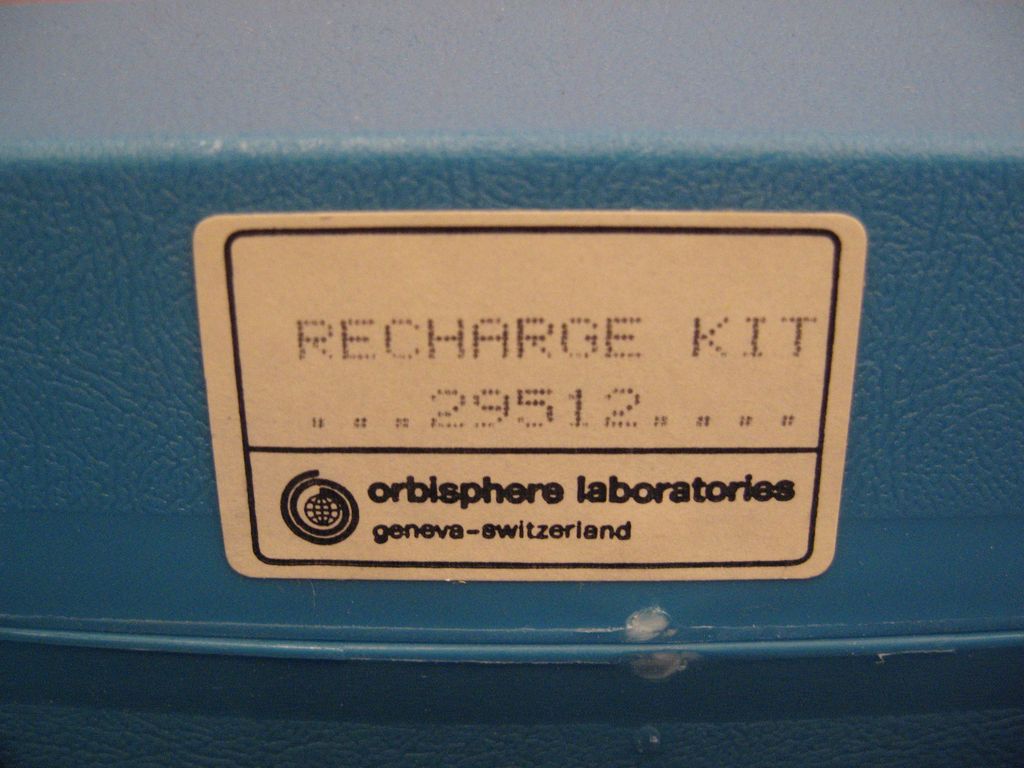 RECHARGE KIT
...29512....
orbisphere laboratories
geneva-switzerland